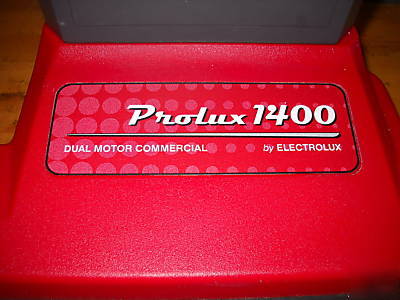 Prolux 1400
DUAL MOTOR COMMERCIAL by ELECTROLUX